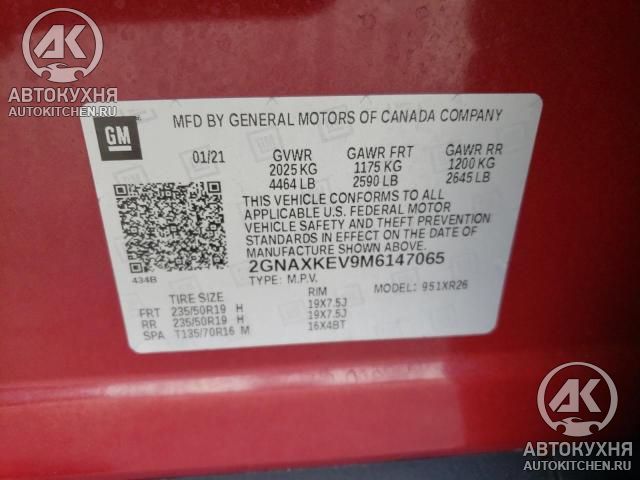 АК
АВТОКУХНЯ
AUTOKITCHEN.RU
GM
MFD BY GENERAL MOTORS OF CANADA COMPANY
01/21 GVWR GAWR FRT GAWR RR
2025 KG 1175 KG 1200 KG
4464 LB 2590 LB 2645 LB
THIS VEHICLE CONFORMS TO ALL
APPLICABLE U.S. FEDERAL MOTOR
VEHICLE SAFETY AND THEFT PREVENTION
STANDARDS IN EFFECT ON THE DATE OF
MANUFACTURE SHOWN ABOVE.
434B
2GNAXKEV9M6147065
TYPE: M.P.V. MODEL: 951XR26
TIRE SIZE RIM
FRT 235/50R19 H 19X7.5J
RR 235/50R19 H 19X7.5J
SPA T135/70R16 M 16X4BT
АК
АВТОКУХНЯ
AUTOKITCHEN.RU